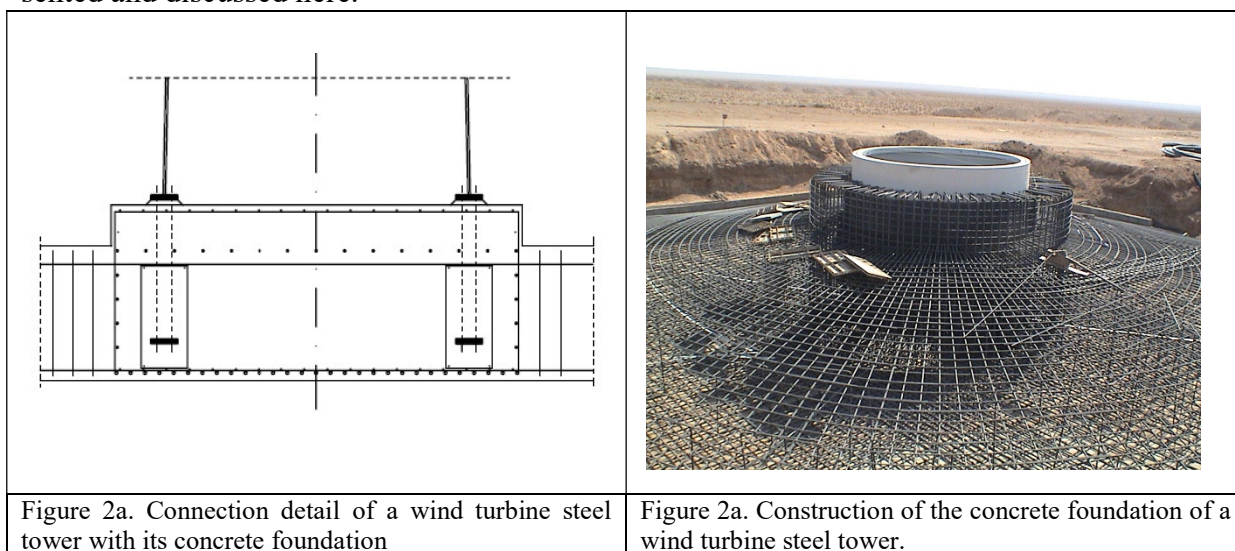 sented and discussed here.
Figure 2a. Connection detail of a wind turbine steel
tower with its concrete foundation
Figure 2a. Construction of the concrete foundation of a
wind turbine steel tower.